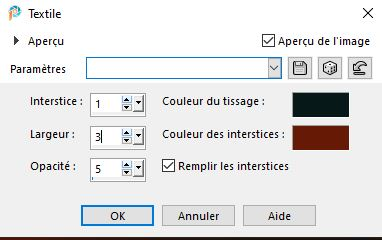 Textile
Aperçu
Aperçu de l'image
Paramètres
Interstice : 1 Couleur du tissage :
Largeur : 3 Couleur des interstices :
Opacité : 5 Remplir les interstices
OK Annuler Aide